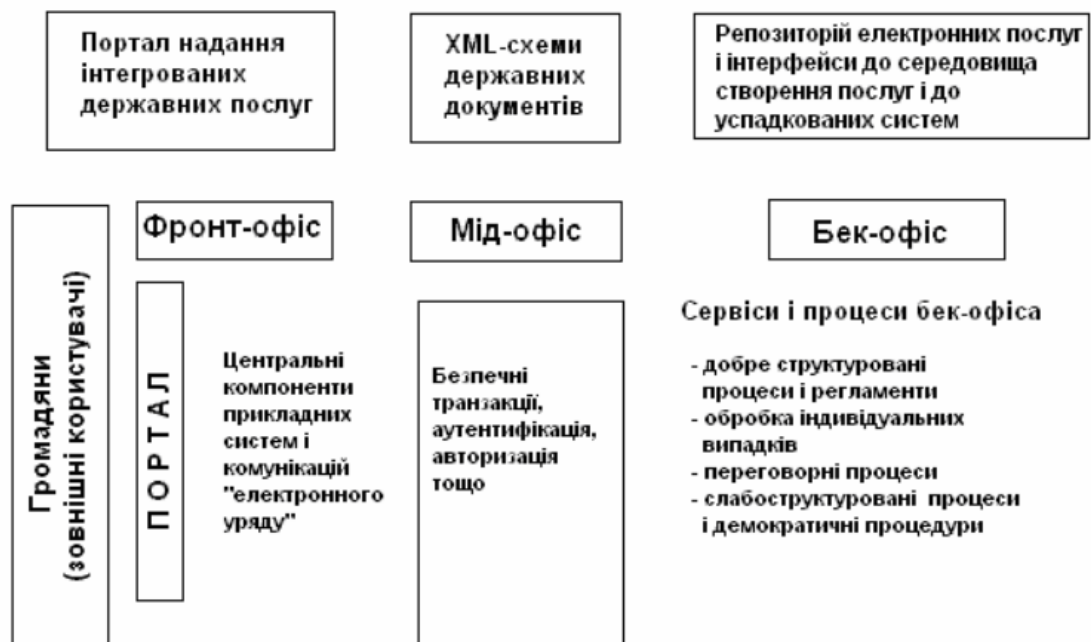 Портал надання
інтегрованих
державних послуг
XML-схеми
державних
документів
Репозиторій електронних послуг
і інтерфейси до середовища
створення послуг і до
успадкованих систем
Громадяни
(зовнішні користувачі)
Фронт-офіс
Мід-офіс
Бек-офіс
ПОРТАЛ
Центральні
компоненти
прикладних
систем і
комунікацій
"електронного
уряду"
Безпечні
транзакції,
аутентифікація,
авторизація
тощо
Сервіси і процеси бек-офіса
- добре структуровані
процеси і регламенти
- обробка індивідуальних
випадків
- переговорні процеси
- слабоструктуровані процеси
і демократичні процедури